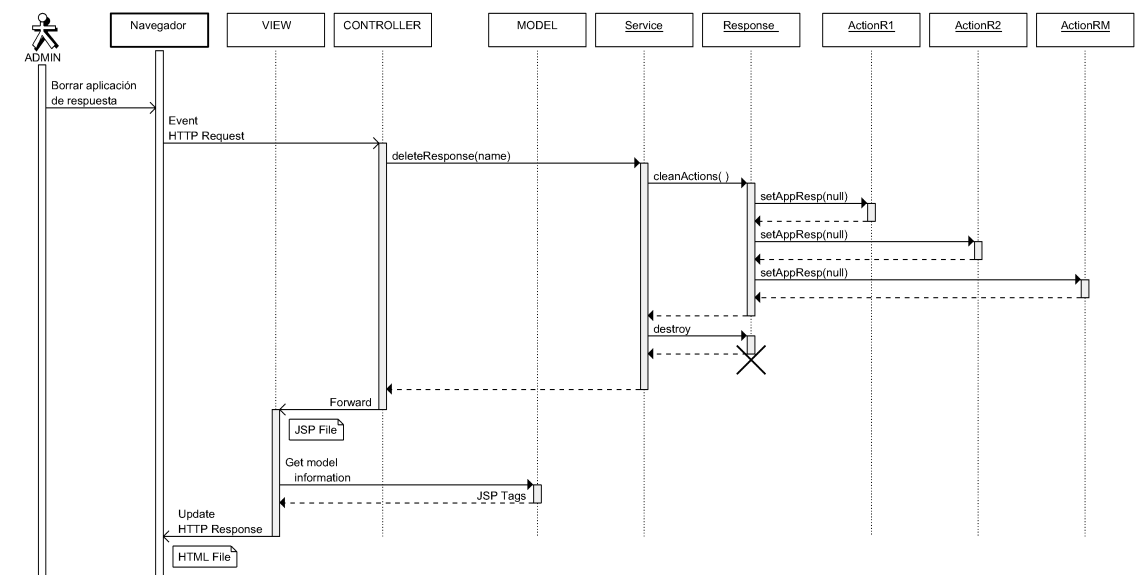 ADMIN
Navegador
VIEW
CONTROLLER
MODEL
Service
Response
ActionR1
ActionR2
ActionRM
Borrar aplicación
de respuesta
Event
HTTP Request
deleteResponse(name)
cleanActions( )
setAppResp(null)
setAppResp(null)
setAppResp(null)
destroy
Forward
JSP File
Get model
information
JSP Tags
Update
HTTP Response
HTML File